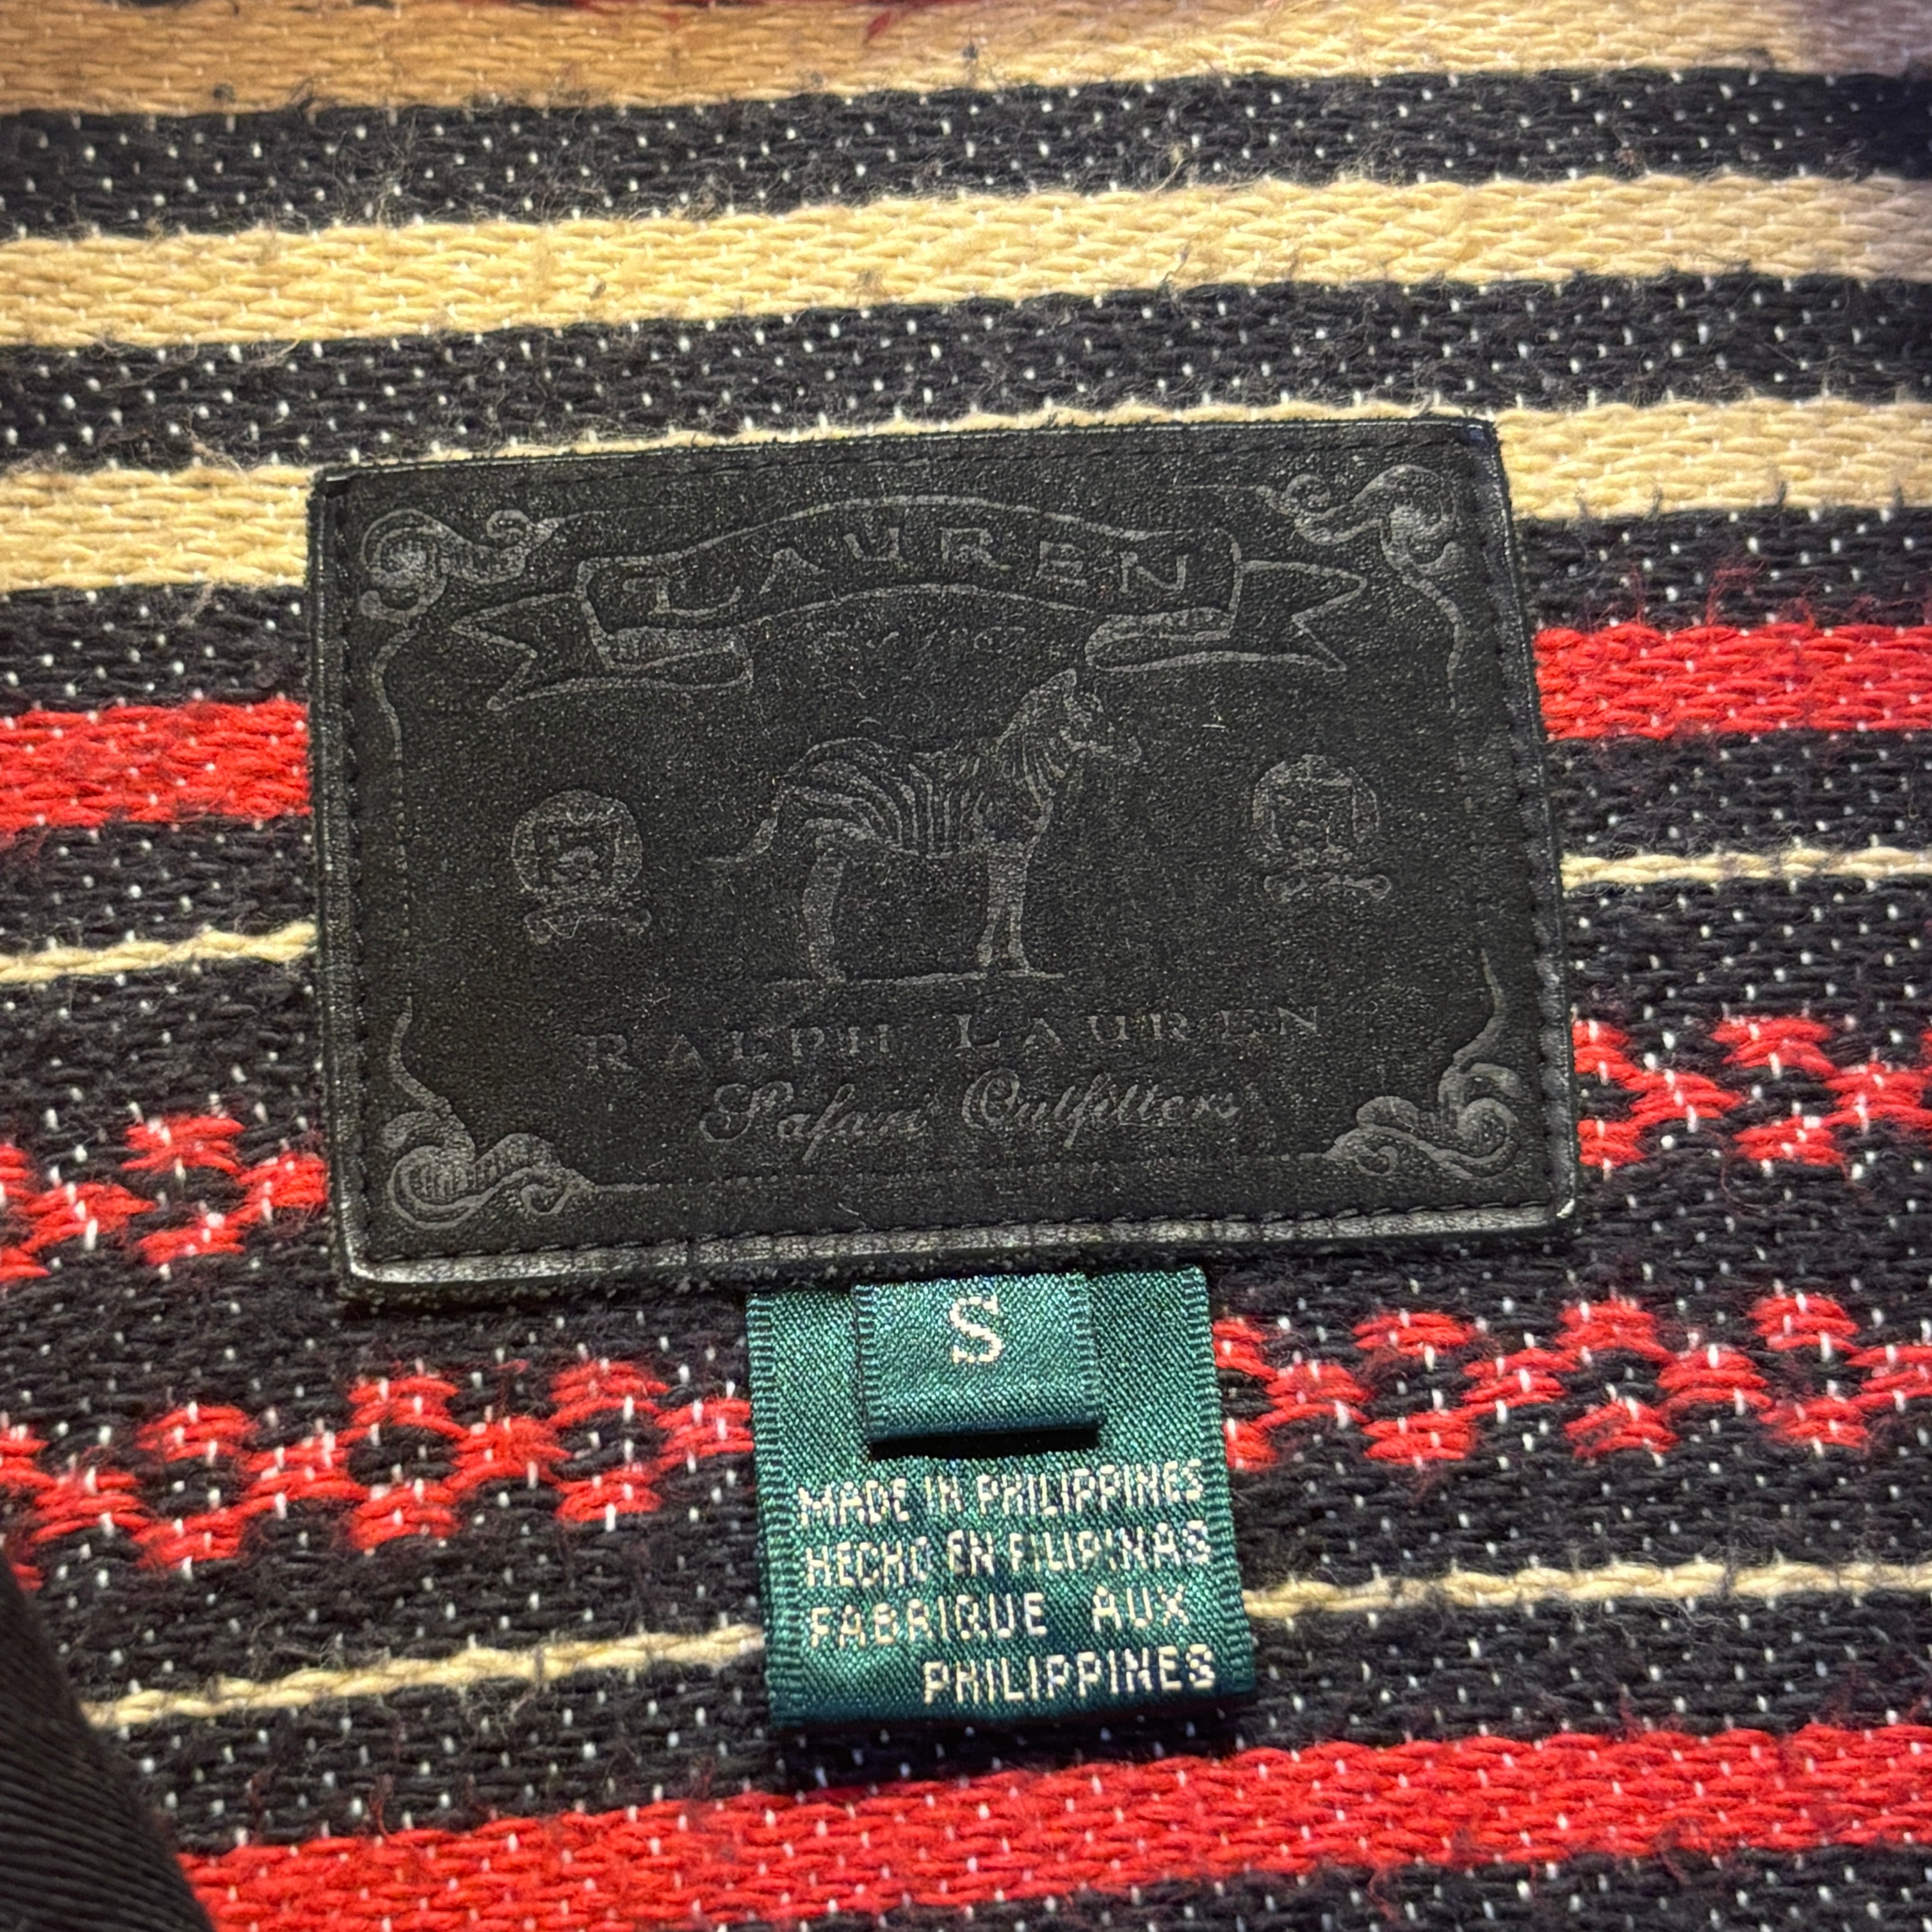 LAUREN
RALPH LAUREN
Safari Outfitters
S
MADE IN PHILIPPINES
HECHO EN FILIPINAS
FABRIQUE AUX
PHILIPPINES